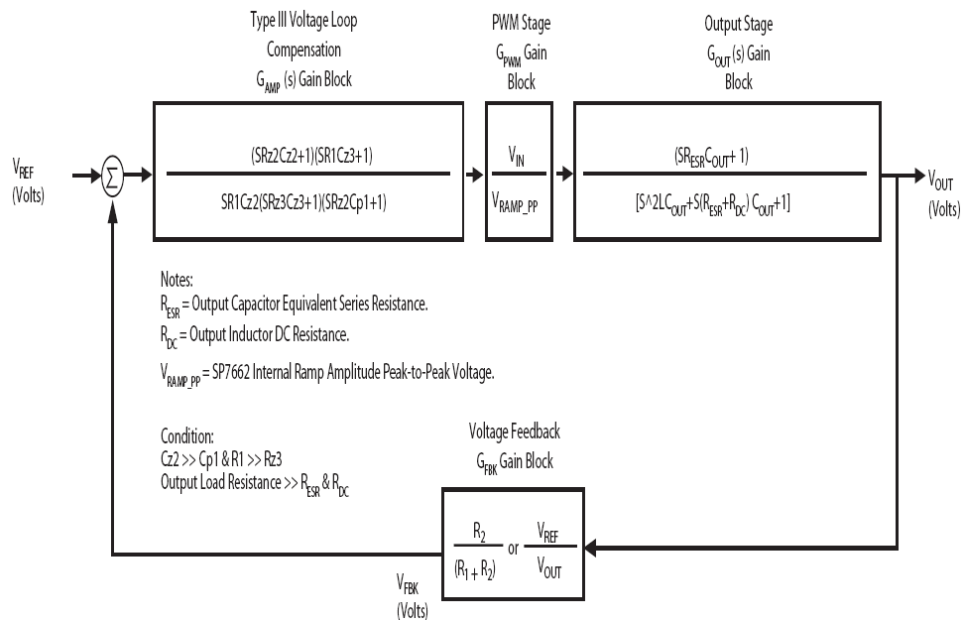 Type III Voltage Loop
Compensation
G_AMP (s) Gain Block
PWM Stage
G_PWM Gain
Block
Output Stage
G_OUT (s) Gain
Block
V_REF
(Volts)
Σ
(SRz2Cz2+1)(SR1Cz3+1)
SR1Cz2(SRz3Cz3+1)(SRz2Cp1+1)
V_IN
V_RAMP_PP
(SR_ESR C_OUT+ 1)
[S^2LC_OUT+S(R_ESR+R_DC) C_OUT+1]
V_OUT
(Volts)
Notes:
R_ESR = Output Capacitor Equivalent Series Resistance.
R_DC = Output Inductor DC Resistance.
V_RAMP_PP = SP7662 Internal Ramp Amplitude Peak-to-Peak Voltage.
Condition:
Cz2 >> Cp1 & R1 >> Rz3
Output Load Resistance >> R_ESR & R_DC
Voltage Feedback
G_FBK Gain Block
R_2
(R_1 + R_2)
or
V_REF
V_OUT
V_FBK
(Volts)